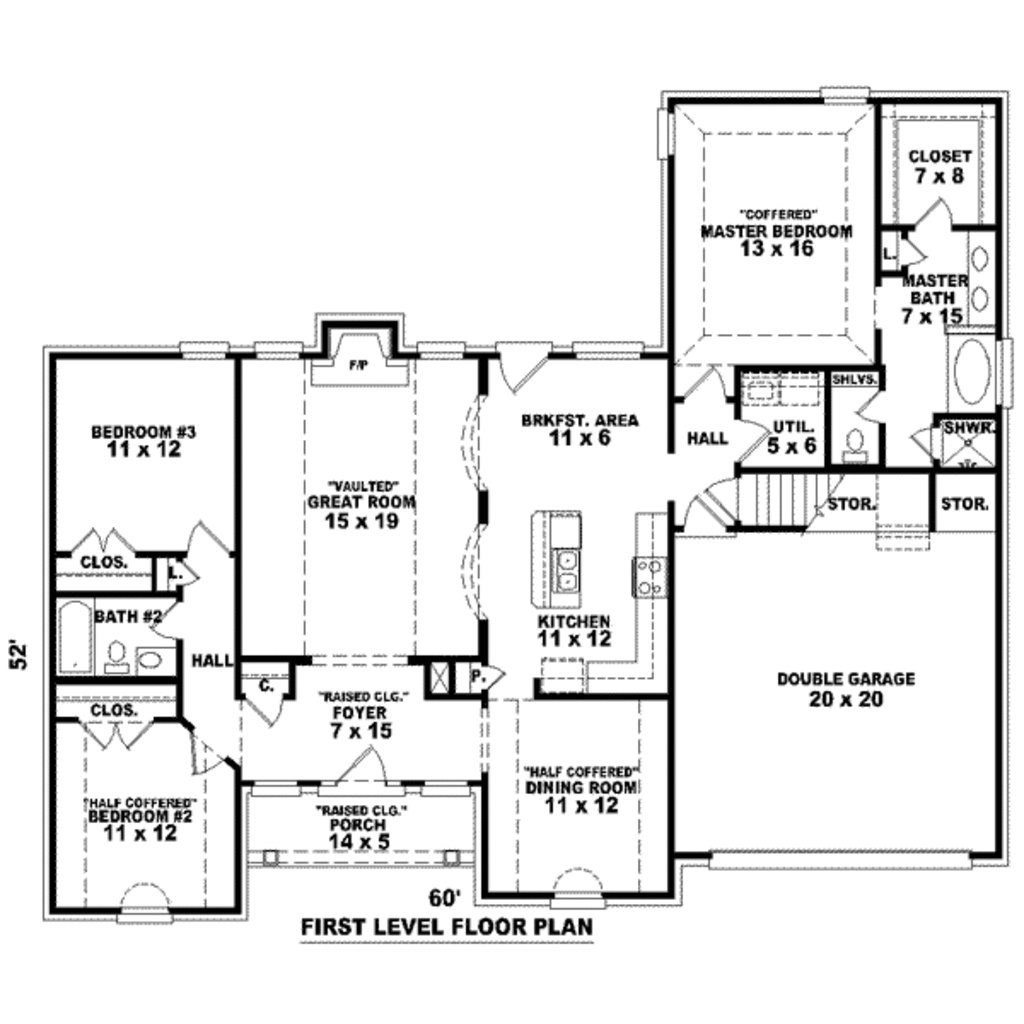 CLOSET
7 x 8
"COFFERED"
MASTER BEDROOM
13 x 16
L.
MASTER
BATH
7 x 15
F/P
SHLVS.
BEDROOM #3
11 x 12
BRKFST. AREA
11 x 6
HALL
UTIL.
5 x 6
SHWR.
"VAULTED"
GREAT ROOM
15 x 19
STOR.
STOR.
CLOS.
L.
BATH #2
KITCHEN
11 x 12
52'
HALL
C.
P.
DOUBLE GARAGE
20 x 20
CLOS.
"RAISED CLG."
FOYER
7 x 15
"HALF COFFERED"
DINING ROOM
11 x 12
"HALF COFFERED"
BEDROOM #2
11 x 12
"RAISED CLG."
PORCH
14 x 5
60'
FIRST LEVEL FLOOR PLAN